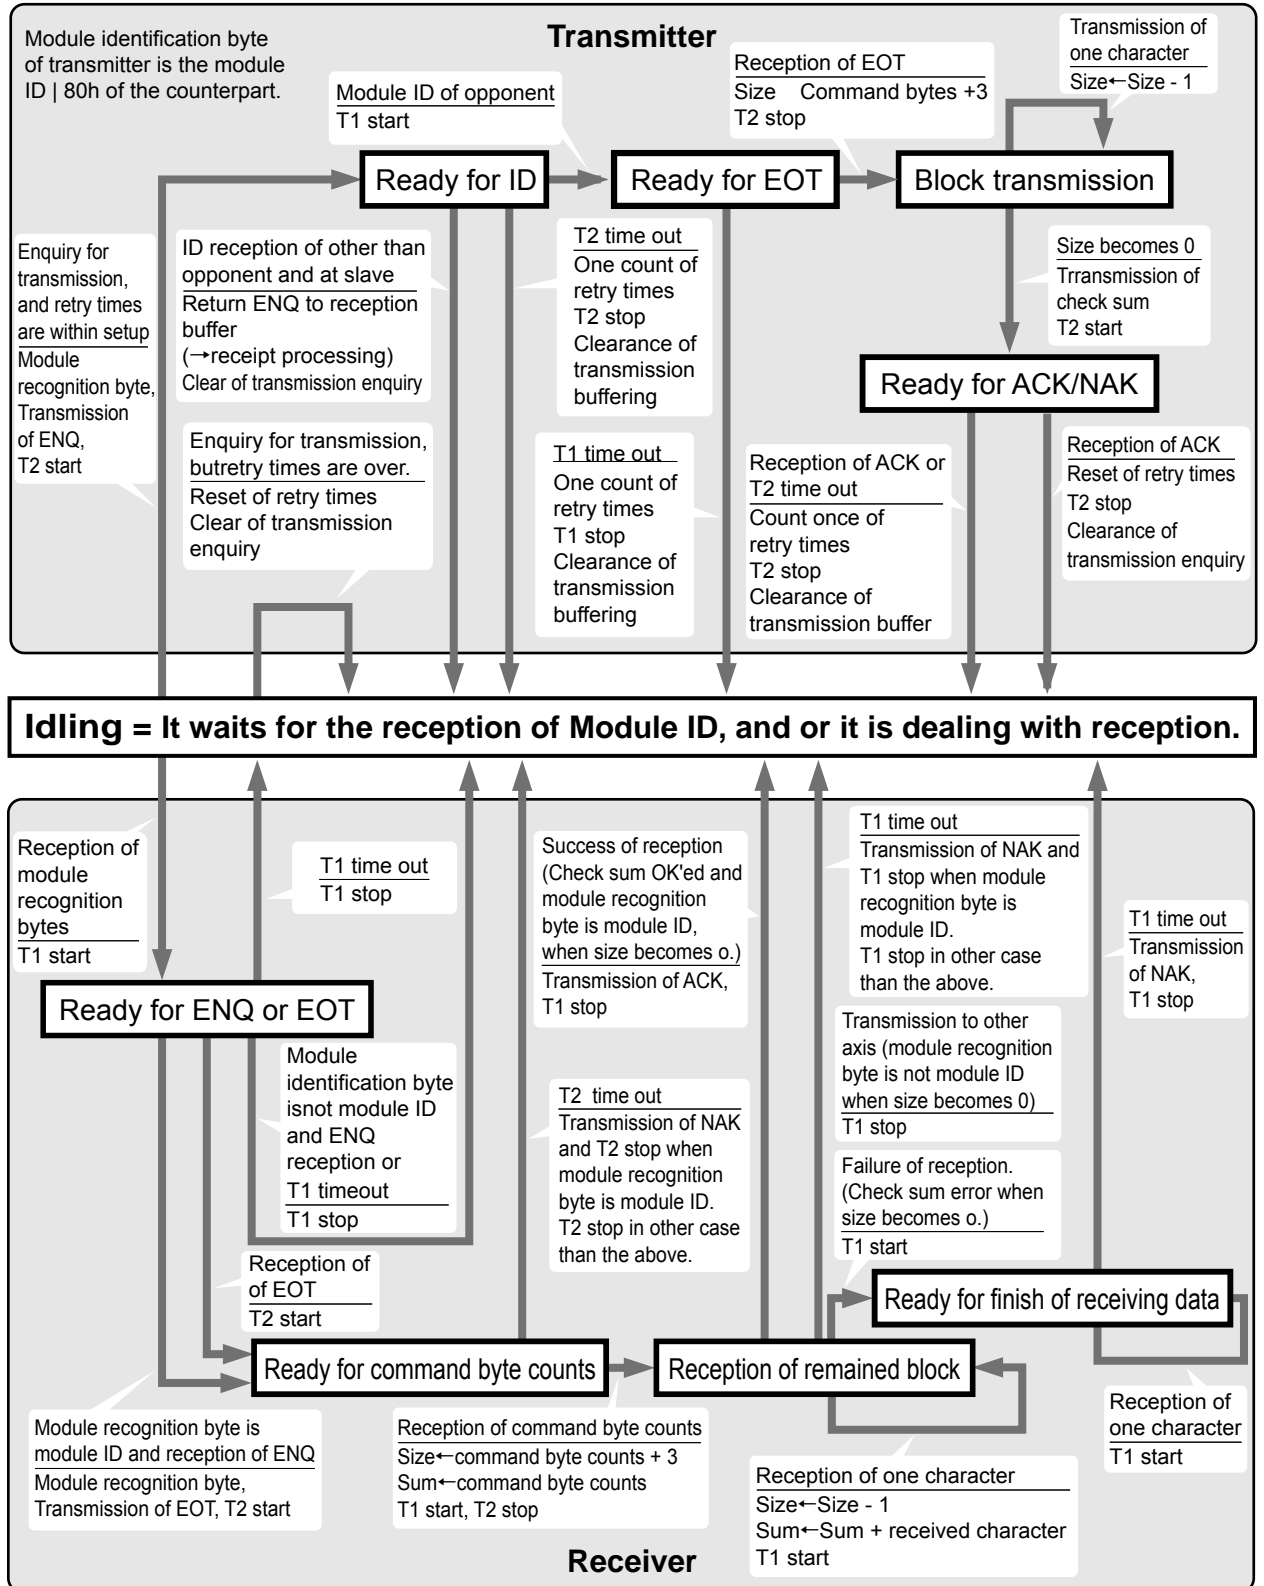 Transmitter
Module identification byte
of transmitter is the module
ID | 80h of the counterpart.
Module ID of opponent
T1 start
Reception of EOT
Size Command bytes +3
T2 stop
Transmission of
one character
Size←Size - 1
Ready for ID
Ready for EOT
Block transmission
Enquiry for
transmission,
and retry times
are within setup
Module
recognition byte,
Transmission
of ENQ,
T2 start
ID reception of other than
opponent and at slave
Return ENQ to reception
buffer
(→receipt processing)
Clear of transmission enquiry
T2 time out
One count of
retry times
T2 stop
Clearance of
transmission
buffering
Size becomes 0
Ttransmission of
check sum
T2 start
Ready for ACK/NAK
Enquiry for transmission,
butretry times are over.
Reset of retry times
Clear of transmission
enquiry
T1 time out
One count of
retry times
T1 stop
Clearance of
transmission
buffering
Reception of ACK or
T2 time out
Count once of
retry times
T2 stop
Clearance of
transmission buffer
Reception of ACK
Reset of retry times
T2 stop
Clearance of
transmission enquiry
Idling = It waits for the reception of Module ID, and or it is dealing with reception.
Reception of
module
recognition
bytes
T1 start
T1 time out
T1 stop
Success of reception
(Check sum OK'ed and
module recognition
byte is module ID,
when size becomes o.)
Transmission of ACK,
T1 stop
T1 time out
Transmission of NAK and
T1 stop when module
recognition byte is
module ID.
T1 stop in other case
than the above.
T1 time out
Transmission
of NAK,
T1 stop
Ready for ENQ or EOT
Module
identification byte
isnot module ID
and ENQ
reception or
T1 timeout
T1 stop
T2 time out
Transmission of NAK
and T2 stop when
module recognition
byte is module ID.
T2 stop in other case
than the above.
Transmission to other
axis (module recognition
byte is not module ID
when size becomes 0)
T1 stop
Failure of reception.
(Check sum error when
size becomes o.)
T1 start
Reception of
of EOT
T2 start
Ready for finish of receiving data
Ready for command byte counts
Reception of remained block
Module recognition byte is
module ID and reception of ENQ
Module recognition byte,
Transmission of EOT, T2 start
Reception of command byte counts
Size←command byte counts + 3
Sum←command byte counts
T1 start, T2 stop
Reception of one character
Size←Size - 1
Sum←Sum + received character
T1 start
Reception of
one character
T1 start
Receiver